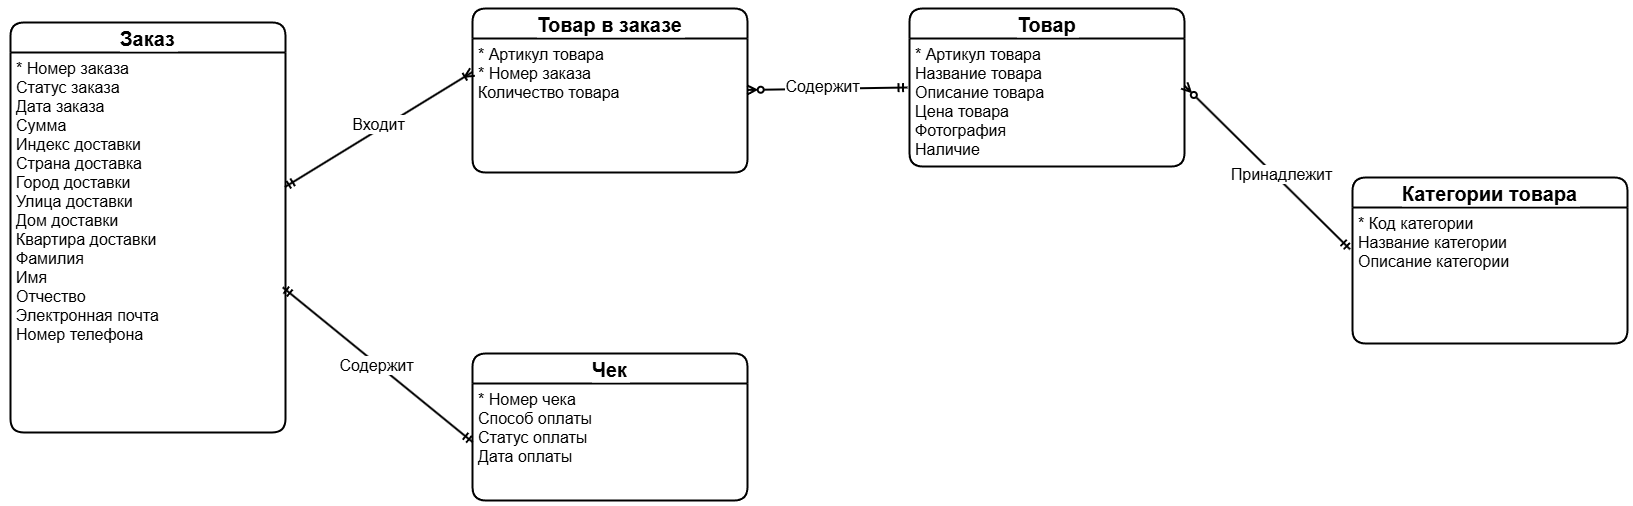 Заказ
* Номер заказа
Статус заказа
Дата заказа
Сумма
Индекс доставки
Страна доставка
Город доставки
Улица доставки
Дом доставки
Квартира доставки
Фамилия
Имя
Отчество
Электронная почта
Номер телефона
Входит
Содержит
Товар в заказе
* Артикул товара
* Номер заказа
Количество товара
Чек
* Номер чека
Способ оплаты
Статус оплаты
Дата оплаты
Содержит
Товар
* Артикул товара
Название товара
Описание товара
Цена товара
Фотография
Наличие
Принадлежит
Категории товара
* Код категории
Название категории
Описание категории